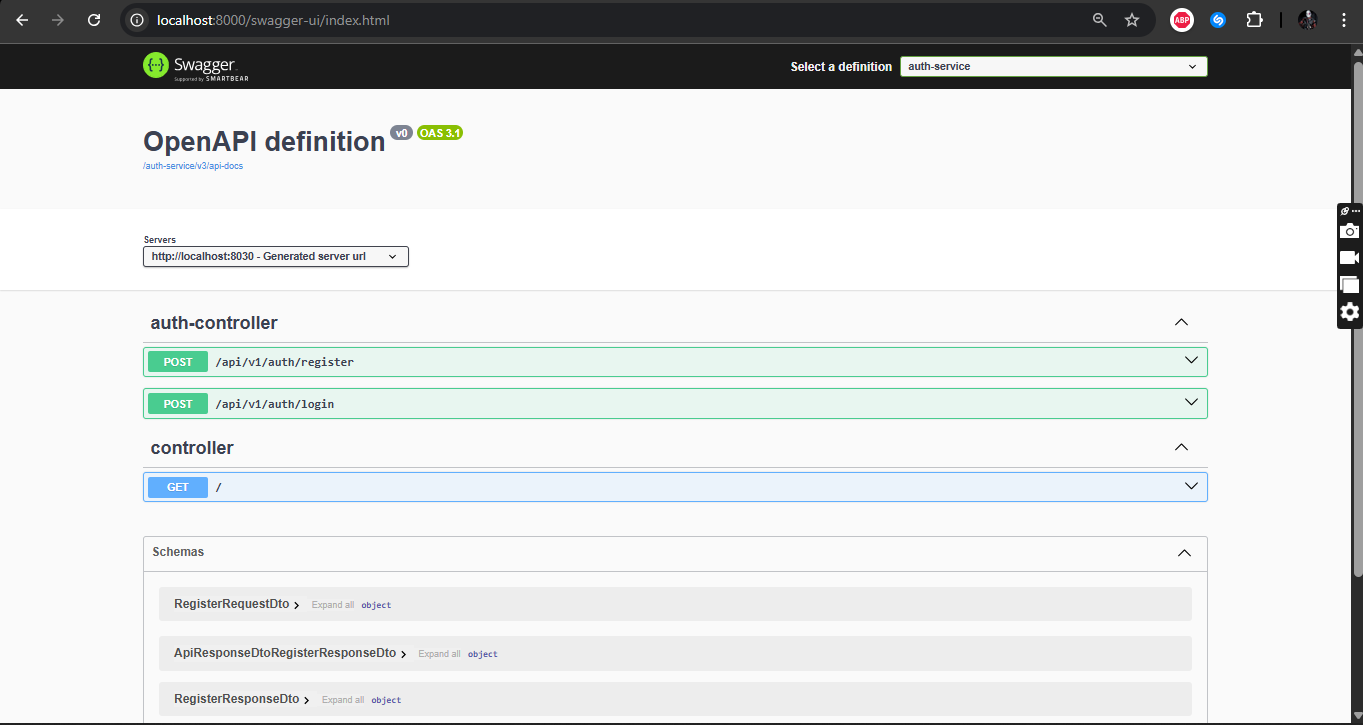 localhost:8000/swagger-ui/index.html
ABP
{···} Swagger
Supported by SMARTBEAR
Select a definition auth-service
OpenAPI definition v0 OAS 3.1
/auth-service/v3/api-docs
Servers
http://localhost:8030 - Generated server url
auth-controller
POST /api/v1/auth/register
POST /api/v1/auth/login
controller
GET /
Schemas
RegisterRequestDto Expand all object
ApiResponseDtoRegisterResponseDto Expand all object
RegisterResponseDto Expand all object